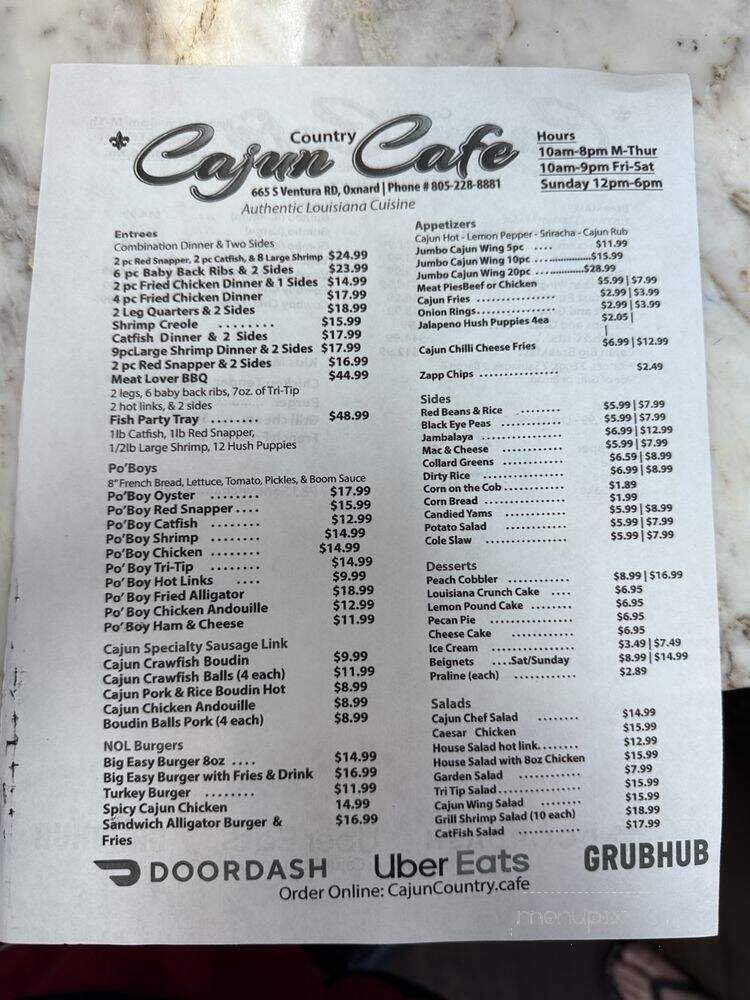 Country
Cajun Cafe
665 S Ventura RD, Oxnard | Phone # 805-228-8881
Authentic Louisiana Cuisine
Hours
10am-8pm M-Thur
10am-9pm Fri-Sat
Sunday 12pm-6pm
Entrees
Combination Dinner & Two Sides
2 pc Red Snapper, 2 pc Catfish, & 8 Large Shrimp $24.99
6 pc Baby Back Ribs & 2 Sides $23.99
2 pc Fried Chicken Dinner & 1 Sides $14.99
4 pc Fried Chicken Dinner $17.99
2 Leg Quarters & 2 Sides $18.99
Shrimp Creole ........ $15.99
Catfish Dinner & 2 Sides $17.99
9pcLarge Shrimp Dinner & 2 Sides $17.99
2 pc Red Snapper & 2 Sides $16.99
Meat Lover BBQ $44.99
2 legs, 6 baby back ribs, 7oz. of Tri-Tip
2 hot links, & 2 sides
Fish Party Tray ........ $48.99
1lb Catfish, 1lb Red Snapper,
1/2lb Large Shrimp, 12 Hush Puppies
Po'Boys
8" French Bread, Lettuce, Tomato, Pickles, & Boom Sauce
Po'Boy Oyster ........ $17.99
Po'Boy Red Snapper.... $15.99
Po'Boy Catfish ........ $12.99
Po'Boy Shrimp ........ $14.99
Po'Boy Chicken ........ $14.99
Po'Boy Tri-Tip ........ $14.99
Po'Boy Hot Links .... $9.99
Po'Boy Fried Alligator $18.99
Po'Boy Chicken Andouille $12.99
Po'Boy Ham & Cheese $11.99
Cajun Specialty Sausage Link
Cajun Crawfish Boudin $9.99
Cajun Crawfish Balls (4 each) $11.99
Cajun Pork & Rice Boudin Hot $8.99
Cajun Chicken Andouille $8.99
Boudin Balls Pork (4 each) $8.99
NOL Burgers
Big Easy Burger 8oz .... $14.99
Big Easy Burger with Fries & Drink $16.99
Turkey Burger ........ $11.99
Spicy Cajun Chicken 14.99
Sandwich Alligator Burger & $16.99
Fries
Appetizers
Cajun Hot - Lemon Pepper - Sriracha - Cajun Rub
Jumbo Cajun Wing 5pc .... $11.99
Jumbo Cajun Wing 10pc ................ $15.99
Jumbo Cajun Wing 20pc ............... $28.99
Meat PiesBeef or Chicken $5.99 | $7.99
Cajun Fries ............... $2.99 | $3.99
Onion Rings............... $2.99 | $3.99
Jalapeno Hush Puppies 4ea $2.05 |
|
Cajun Chilli Cheese Fries $6.99 | $12.99
Zapp Chips ............... $2.49
Sides
Red Beans & Rice ........ $5.99 | $7.99
Black Eye Peas ............ $5.99 | $7.99
Jambalaya ............... $6.99 | $12.99
Mac & Cheese ............ $5.99 | $7.99
Collard Greens ............ $6.59 | $8.99
Dirty Rice ............... $6.99 | $8.99
Corn on the Cob............ $1.89
Corn Bread ............... $1.99
Candied Yams ............ $5.99 | $8.99
Potato Salad ............ $5.99 | $7.99
Cole Slaw ............... $5.99 | $7.99
Desserts
Peach Cobbler ............ $8.99 | $16.99
Louisiana Crunch Cake .... $6.95
Lemon Pound Cake ........ $6.95
Pecan Pie ............... $6.95
Cheese Cake ............ $6.95
Ice Cream ............... $3.49 | $7.49
Beignets ....Sat/Sunday $8.99 | $14.99
Praline (each) ............ $2.89
Salads
Cajun Chef Salad ........ $14.99
Caesar Chicken $15.99
House Salad hot link........ $12.99
House Salad with 8oz Chicken $15.99
Garden Salad ............ $7.99
Tri Tip Salad............... $15.99
Cajun Wing Salad ........ $15.99
Grill Shrimp Salad (10 each) $18.99
CatFish Salad ............ $17.99
DOORDASH Uber Eats GRUBHUB
Order Online: CajunCountry.cafe
menupix